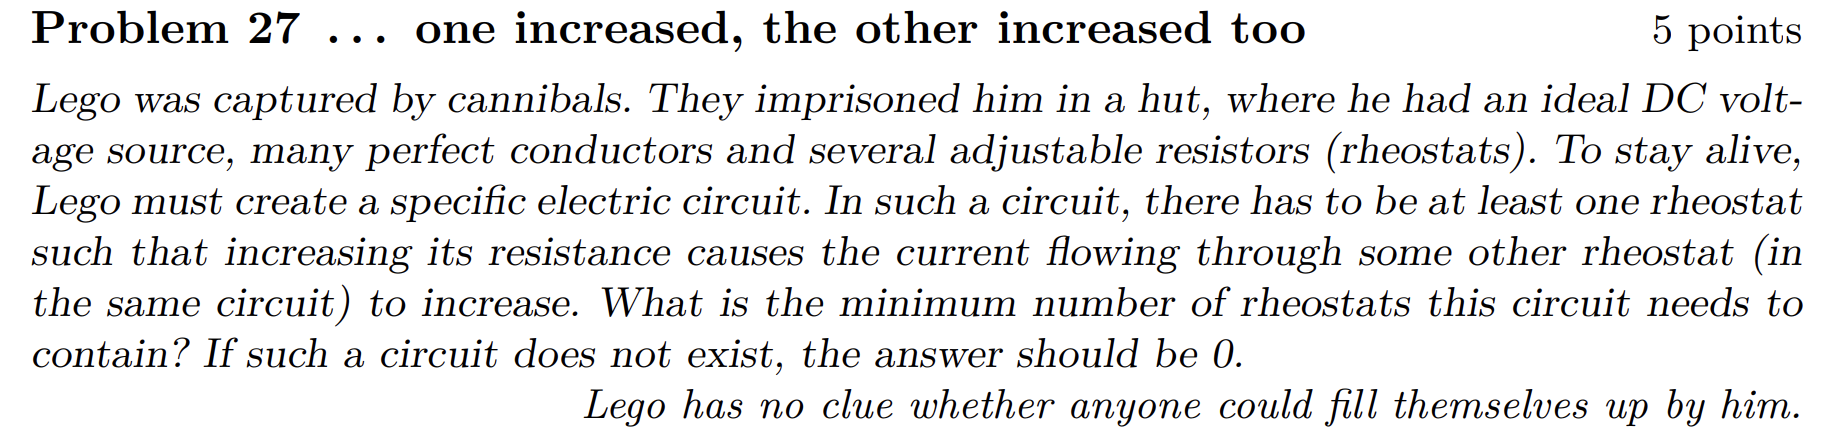 Problem 27 ... one increased, the other increased too 5 points
Lego was captured by cannibals. They imprisoned him in a hut, where he had an ideal DC volt-
age source, many perfect conductors and several adjustable resistors (rheostats). To stay alive,
Lego must create a specific electric circuit. In such a circuit, there has to be at least one rheostat
such that increasing its resistance causes the current flowing through some other rheostat (in
the same circuit) to increase. What is the minimum number of rheostats this circuit needs to
contain? If such a circuit does not exist, the answer should be 0.
Lego has no clue whether anyone could fill themselves up by him.